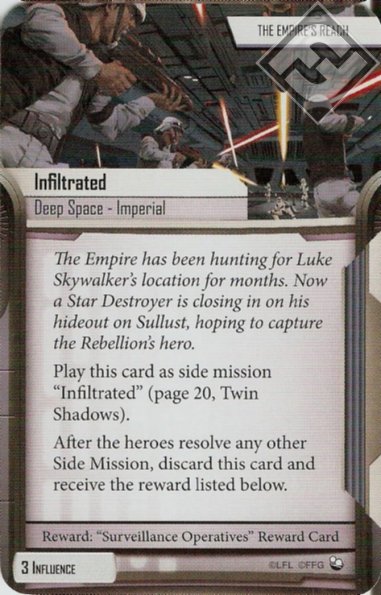 THE EMPIRE'S REACH
Infiltrated
Deep Space - Imperial
The Empire has been hunting for Luke
Skywalker's location for months. Now
a Star Destroyer is closing in on his
hideout on Sullust, hoping to capture
the Rebellion's hero.
Play this card as side mission
“Infiltrated” (page 20, Twin
Shadows).
After the heroes resolve any other
Side Mission, discard this card and
receive the reward listed below.
Reward: “Surveillance Operatives” Reward Card
3 INFLUENCE
©LFL ©FFG